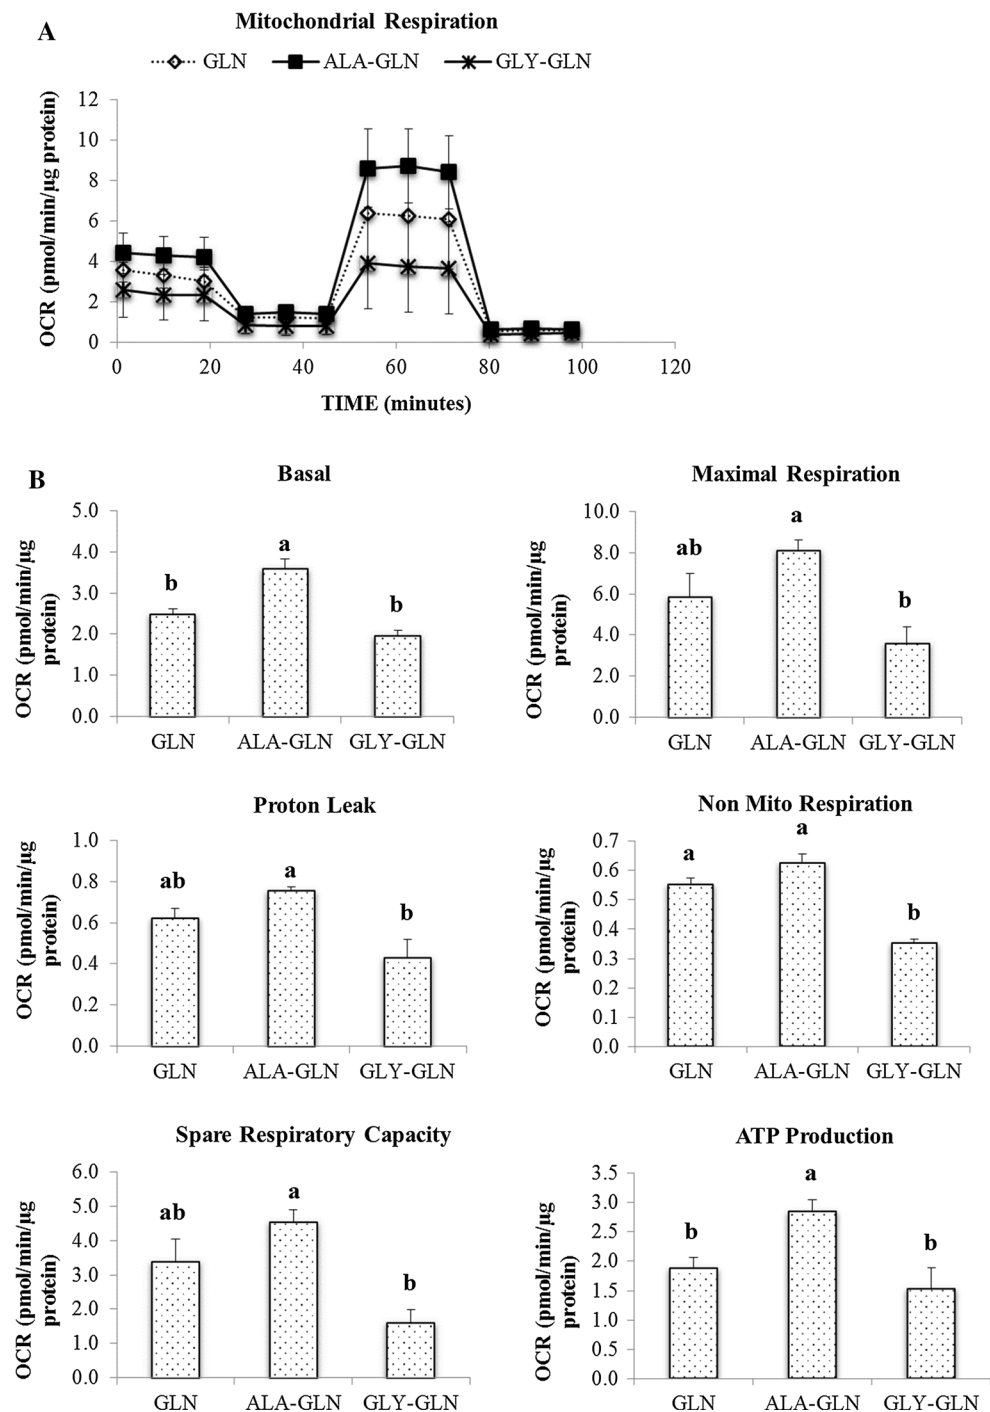 A
Mitochondrial Respiration
GLN ALA-GLN GLY-GLN
OCR (pmol/min/µg protein)
12
10
8
6
4
2
0
0 20 40 60 80 100 120
TIME (minutes)
B
Basal
OCR (pmol/min/µg
protein)
5.0
4.0
3.0
2.0
1.0
0.0
b a b
GLN ALA-GLN GLY-GLN
Maximal Respiration
OCR (pmol/min/µg
protein)
10.0
8.0
6.0
4.0
2.0
0.0
ab a b
GLN ALA-GLN GLY-GLN
Proton Leak
OCR (pmol/min/µg
protein)
1.0
0.8
0.6
0.4
0.2
0.0
ab a b
GLN ALA-GLN GLY-GLN
Non Mito Respiration
OCR (pmol/min/µg
protein)
0.7
0.6
0.5
0.4
0.3
0.2
0.1
0.0
a a b
GLN ALA-GLN GLY-GLN
Spare Respiratory Capacity
OCR (pmol/min/µg
protein)
6.0
5.0
4.0
3.0
2.0
1.0
0.0
ab a b
GLN ALA-GLN GLY-GLN
ATP Production
OCR (pmol/min/µg
protein)
3.5
3.0
2.5
2.0
1.5
1.0
0.5
0.0
b a b
GLN ALA-GLN GLY-GLN